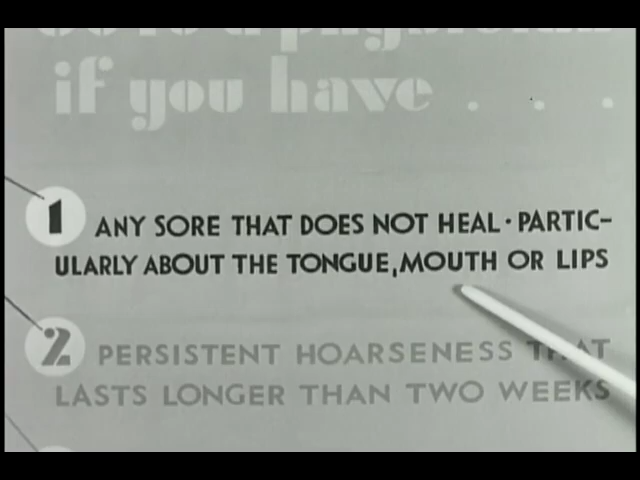 if you have . . .
1 ANY SORE THAT DOES NOT HEAL · PARTIC-
ULARLY ABOUT THE TONGUE, MOUTH OR LIPS
2 PERSISTENT HOARSENESS THAT
LASTS LONGER THAN TWO WEEKS